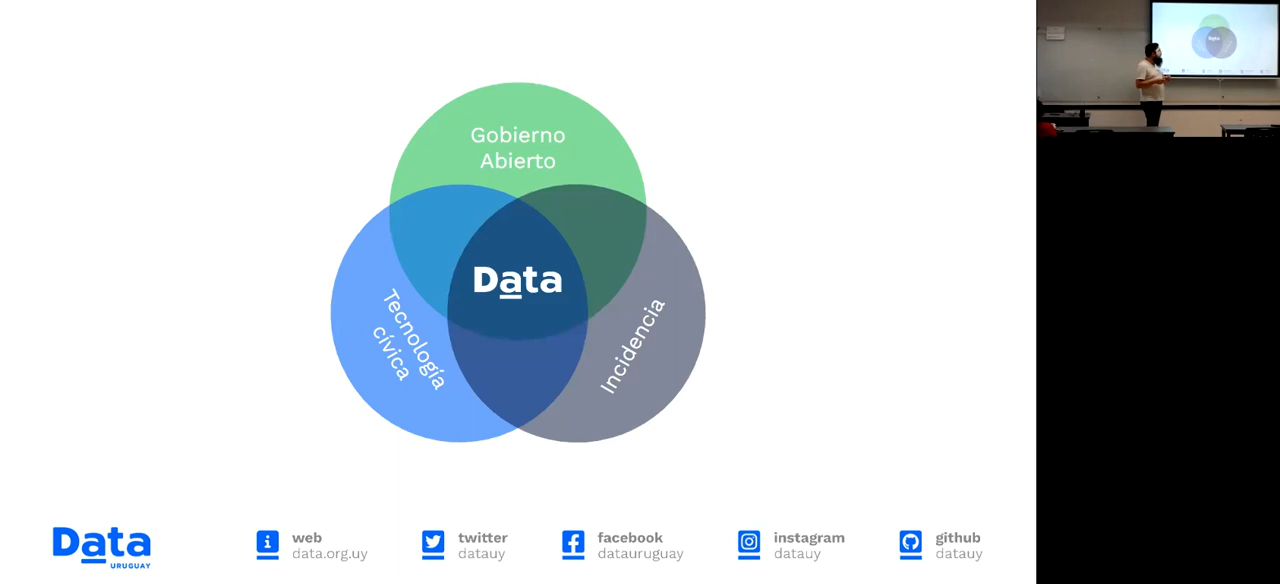 Gobierno
Abierto
Data
Tecnología
cívica
Incidencia
Data
URUGUAY
web
data.org.uy
twitter
datauy
facebook
datauruguay
instagram
datauy
github
datauy